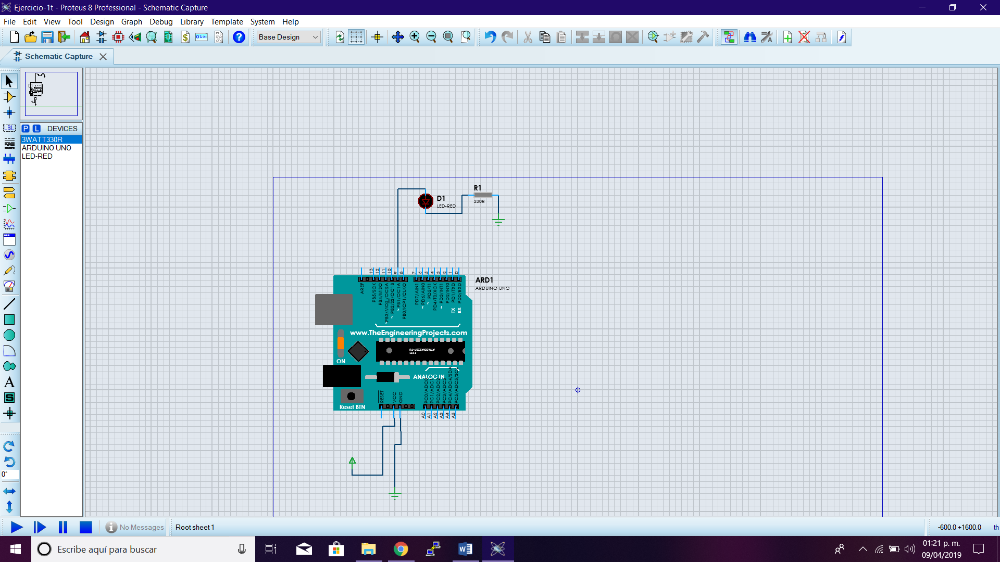 Ejercicio-1t - Proteus 8 Professional - Schematic Capture
File Edit View Tool Design Graph Debug Library Template System Help
Base Design
Schematic Capture
P L DEVICES
3WATT330R
ARDUINO UNO
LED-RED
LBL
A
S
0°
R1
330R
D1
LED-RED
ARD1
ARDUINO UNO
13 12 11 10 9 8 7 6 5 4 3 2 1 0
AREF
PB5/SCK
PB4/MISO
~PB3/MOSI/OC2A
~PB2/SS/OC1B
~PB1/OC1A
PB0/ICP1/CLKO
PD7/AIN1
~PD6/AIN0
~PD5/T1
PD4/T0/XCK
~PD3/INT1
PD2/INT0
TX PD1/TXD
RX PD0/RXD
www.TheEngineeringProjects.com
ATMEGA328P-PU
1121
ON
ANALOG IN
RESET
VCC
GND
PC0/ADC0
PC1/ADC1
PC2/ADC2
PC3/ADC3
PC4/ADC4/SDA
PC5/ADC5/SCL
Reset BTN
A0 A1 A2 A3 A4 A5
No Messages
Root sheet 1
-600.0 +1600.0 th
Escribe aquí para buscar
01:21 p. m.
09/04/2019